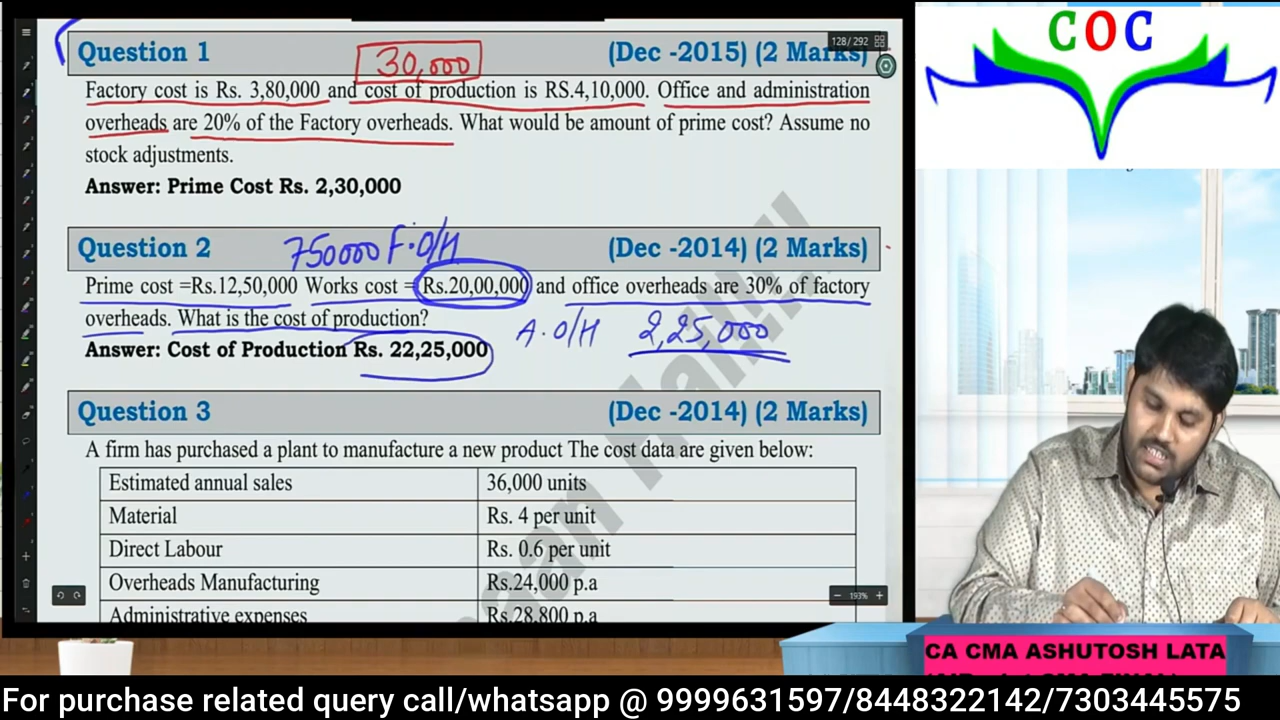 COC
128/292
Question 1 (Dec -2015) (2 Marks)
30,000
Factory cost is Rs. 3,80,000 and cost of production is RS.4,10,000. Office and administration
overheads are 20% of the Factory overheads. What would be amount of prime cost? Assume no
stock adjustments.
Answer: Prime Cost Rs. 2,30,000
Question 2 (Dec -2014) (2 Marks)
750000 F.O/H
Prime cost =Rs.12,50,000 Works cost = Rs.20,00,000 and office overheads are 30% of factory
overheads. What is the cost of production?
A.O/H 2,25,000
Answer: Cost of Production Rs. 22,25,000
Question 3 (Dec -2014) (2 Marks)
A firm has purchased a plant to manufacture a new product The cost data are given below:
Estimated annual sales 36,000 units
Material Rs. 4 per unit
Direct Labour Rs. 0.6 per unit
Overheads Manufacturing Rs.24,000 p.a
Administrative expenses Rs.28,800 p.a
193%
CA CMA ASHUTOSH LATA
For purchase related query call/whatsapp @ 9999631597/8448322142/7303445575